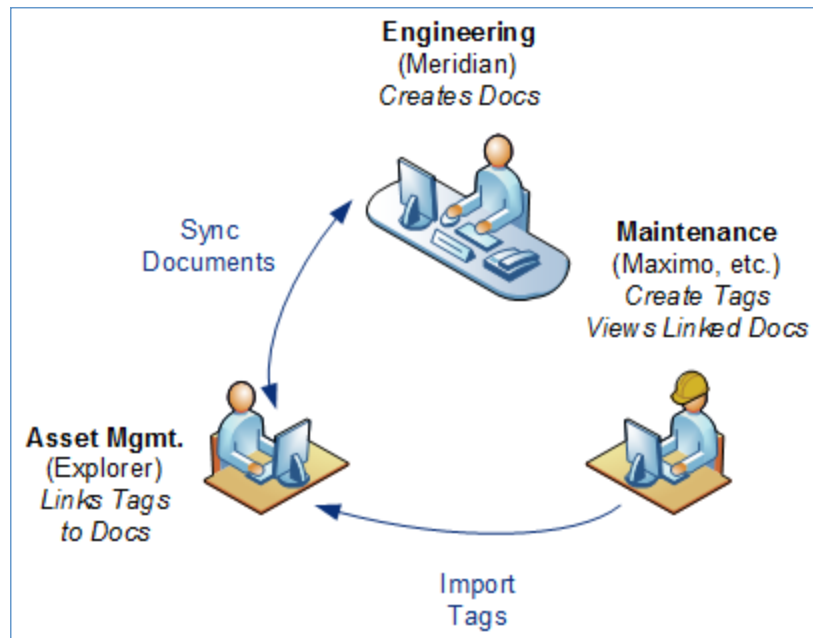 Engineering
(Meridian)
Creates Docs
Sync
Documents
Maintenance
(Maximo, etc.)
Create Tags
Views Linked Docs
Asset Mgmt.
(Explorer)
Links Tags
to Docs
Import
Tags